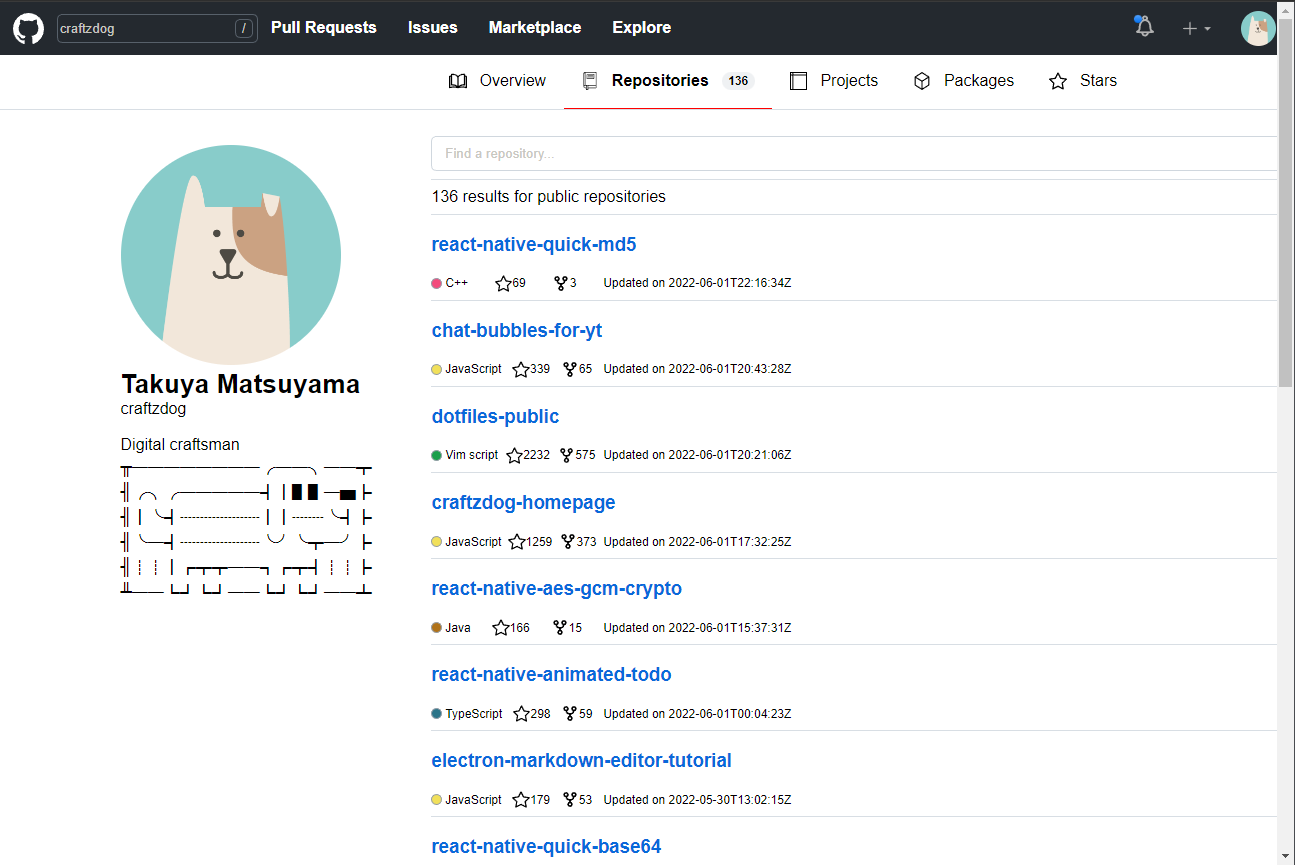 craftzdog / Pull Requests Issues Marketplace Explore
Overview Repositories 136 Projects Packages Stars
Find a repository...
136 results for public repositories
react-native-quick-md5
C++ 69 3 Updated on 2022-06-01T22:16:34Z
chat-bubbles-for-yt
JavaScript 339 65 Updated on 2022-06-01T20:43:28Z
Takuya Matsuyama
craftzdog
Digital craftsman
dotfiles-public
Vim script 2232 575 Updated on 2022-06-01T20:21:06Z
craftzdog-homepage
JavaScript 1259 373 Updated on 2022-06-01T17:32:25Z
react-native-aes-gcm-crypto
Java 166 15 Updated on 2022-06-01T15:37:31Z
react-native-animated-todo
TypeScript 298 59 Updated on 2022-06-01T00:04:23Z
electron-markdown-editor-tutorial
JavaScript 179 53 Updated on 2022-05-30T13:02:15Z
react-native-quick-base64